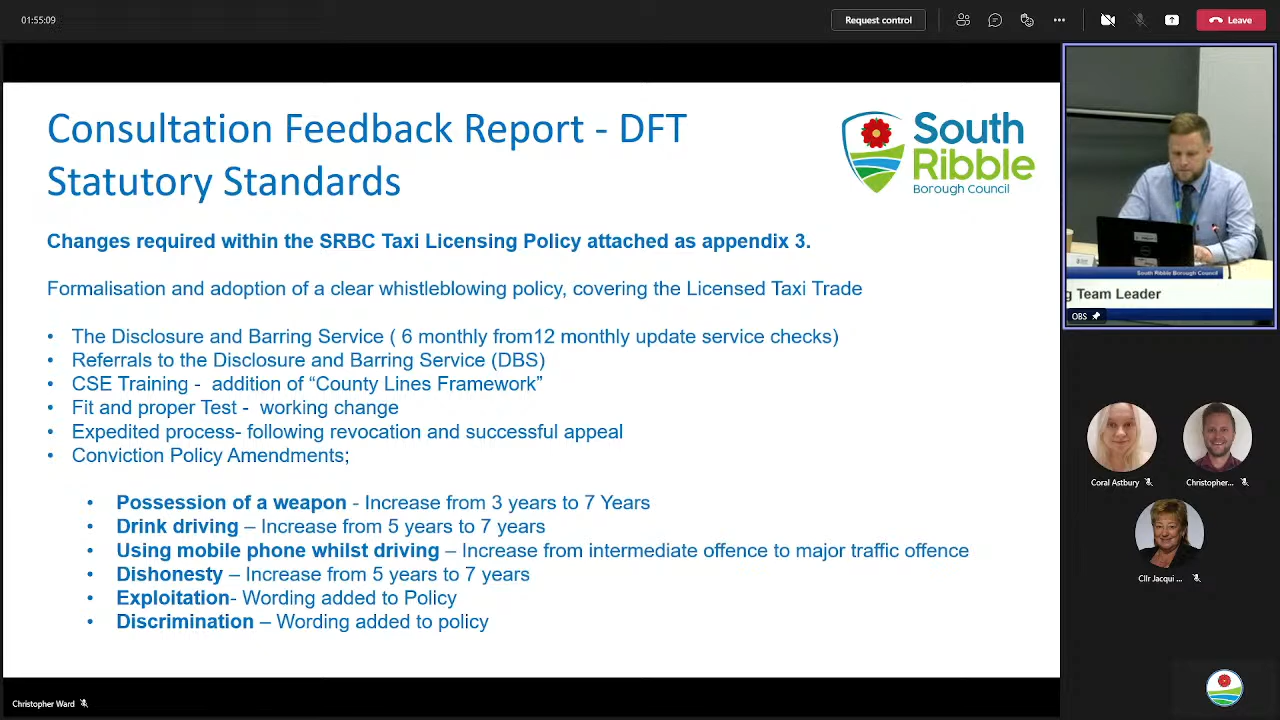 01:55:09
Request control
Leave
Consultation Feedback Report - DFT
Statutory Standards
South
Ribble
Borough Council
Changes required within the SRBC Taxi Licensing Policy attached as appendix 3.
Formalisation and adoption of a clear whistleblowing policy, covering the Licensed Taxi Trade
• The Disclosure and Barring Service ( 6 monthly from12 monthly update service checks)
• Referrals to the Disclosure and Barring Service (DBS)
• CSE Training - addition of “County Lines Framework”
• Fit and proper Test - working change
• Expedited process- following revocation and successful appeal
• Conviction Policy Amendments;
• Possession of a weapon - Increase from 3 years to 7 Years
• Drink driving – Increase from 5 years to 7 years
• Using mobile phone whilst driving – Increase from intermediate offence to major traffic offence
• Dishonesty – Increase from 5 years to 7 years
• Exploitation- Wording added to Policy
• Discrimination – Wording added to policy
South Ribble Borough Council
g Team Leader
OBS
Coral Astbury
Christopher...
Cllr Jacqui ...
Christopher Ward